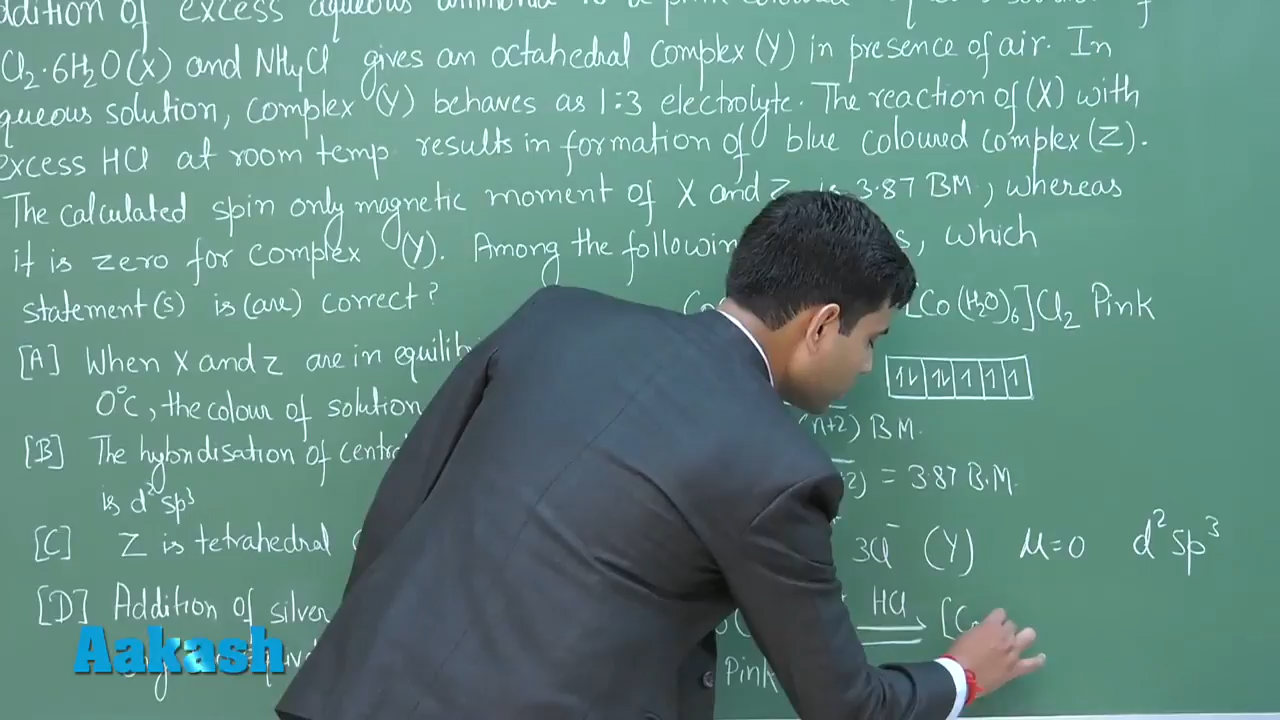 addition of excess aqueous ammonia to a pink coloured
Cl₂·6H₂O(X) and NH₄Cl gives an octahedral complex (Y) in presence of air. In
queous solution, complex (Y) behaves as 1:3 electrolyte. The reaction of (X) with
excess HCl at room temp results in formation of blue coloured complex (Z).
The calculated spin only magnetic moment of X and Z is 3.87 BM, whereas
it is zero for complex (Y). Among the following which
statement(s) is (are) correct?
[Co(H₂O)₆]Cl₂ Pink
[A] When X and Z are in equilib
0°C, the colour of solution
1↓ 1↓ 1 1 1
(n+2) BM.
[B] The hybridisation of centr
is d²sp³
= 3.87 B.M.
[C] Z is tetrahedral
3Cl⁻ (Y) μ=0 d²sp³
[D] Addition of silver
HCl
[C
Pink
Aakash